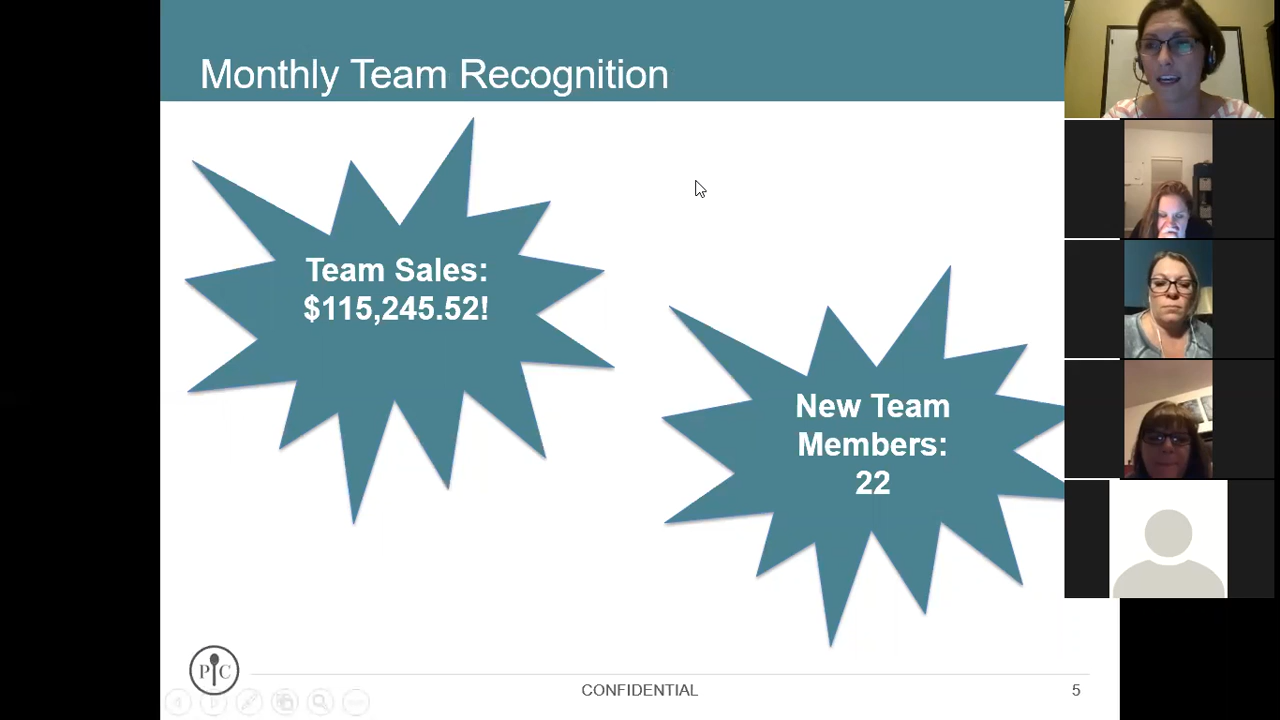 Monthly Team Recognition
Team Sales:
$115,245.52!
New Team
Members:
22
PC
CONFIDENTIAL
5